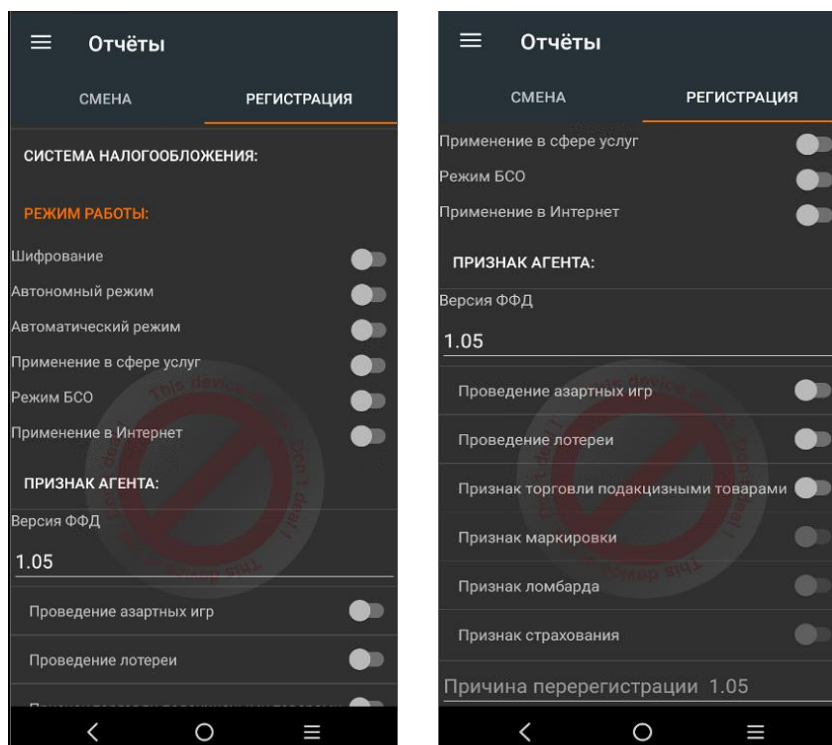 Отчёты
СМЕНА РЕГИСТРАЦИЯ
СИСТЕМА НАЛОГООБЛОЖЕНИЯ:
РЕЖИМ РАБОТЫ:
Шифрование
Автономный режим
Автоматический режим
Применение в сфере услуг
Режим БСО
Применение в Интернет
ПРИЗНАК АГЕНТА:
Версия ФФД
1.05
Проведение азартных игр
Проведение лотереи
Отчёты
СМЕНА РЕГИСТРАЦИЯ
Применение в сфере услуг
Режим БСО
Применение в Интернет
ПРИЗНАК АГЕНТА:
Версия ФФД
1.05
Проведение азартных игр
Проведение лотереи
Признак торговли подакцизными товарами
Признак маркировки
Признак ломбарда
Признак страхования
Причина перерегистрации 1.05